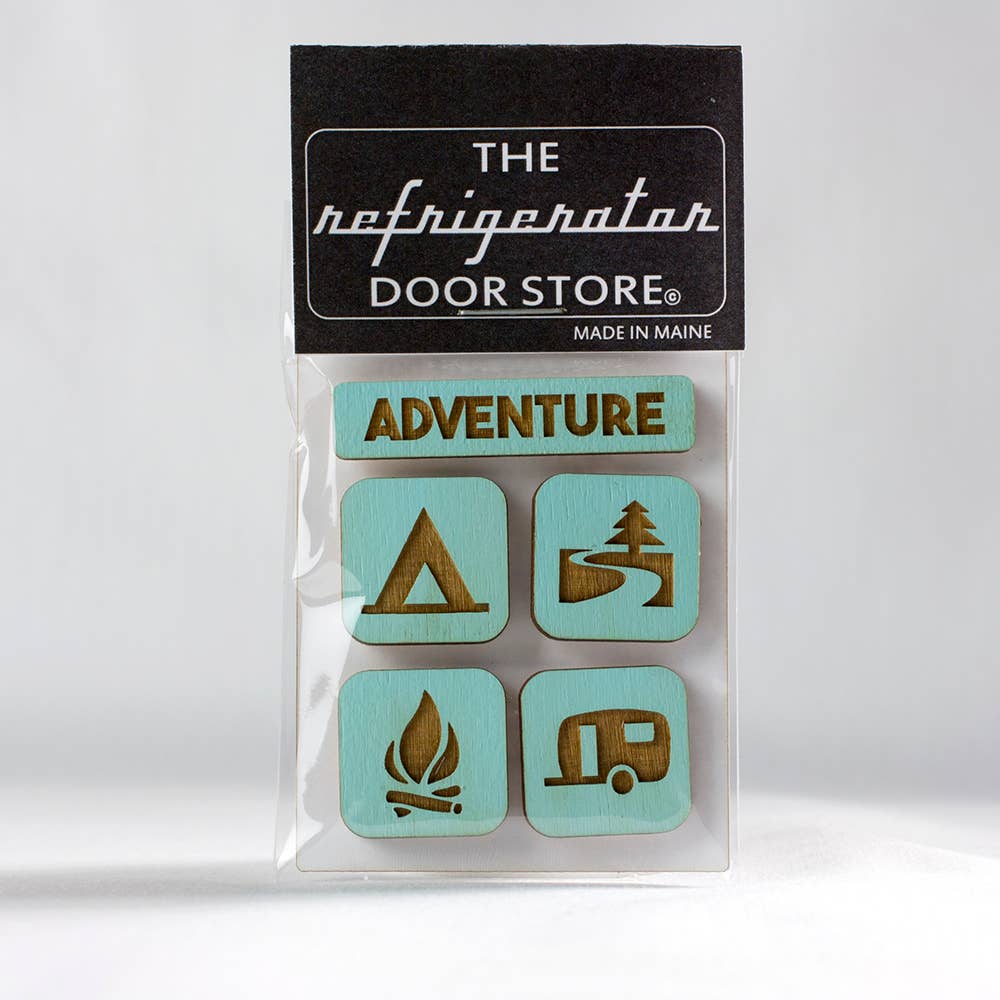 THE
refrigerator
DOOR STORE©
MADE IN MAINE
ADVENTURE